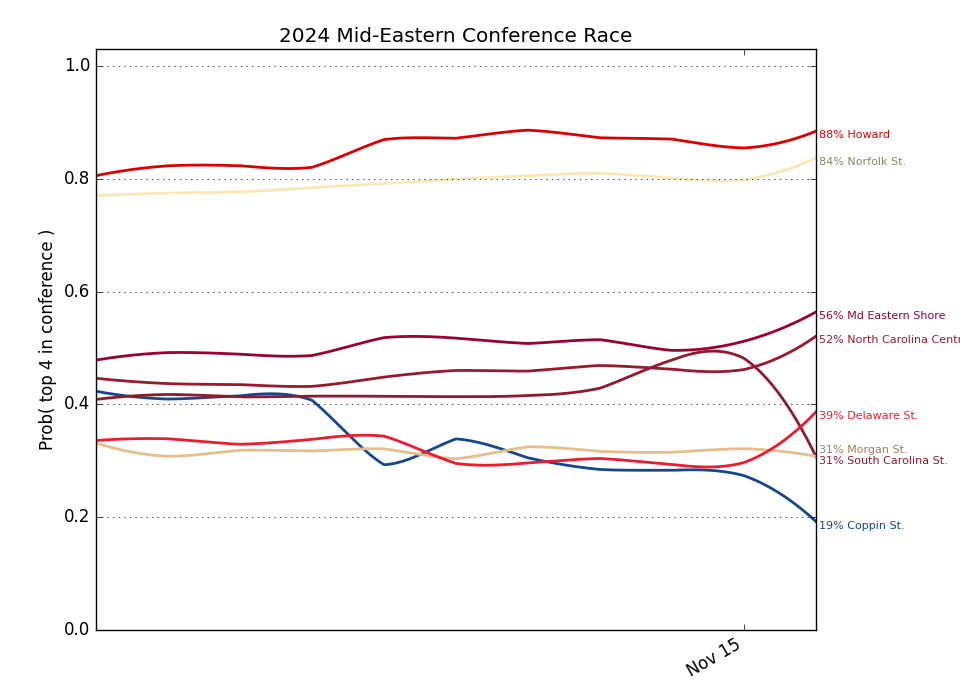 2024 Mid-Eastern Conference Race
Prob( top 4 in conference )
1.0
0.8
0.6
0.4
0.2
0.0
88% Howard
84% Norfolk St.
56% Md Eastern Shore
52% North Carolina Centr
39% Delaware St.
31% Morgan St.
31% South Carolina St.
19% Coppin St.
Nov 15